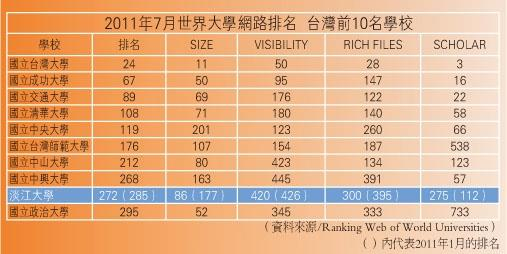 2011年7月世界大學網路排名 台灣前10名學校
學校 排名 SIZE VISIBILITY RICH FILES SCHOLAR
國立台灣大學 24 11 50 28 3
國立成功大學 67 50 95 147 16
國立交通大學 89 69 176 122 22
國立清華大學 108 71 180 140 58
國立中央大學 119 201 123 260 66
國立台灣師範大學 176 107 154 187 538
國立中山大學 212 80 423 134 123
國立中興大學 268 163 445 391 57
淡江大學 272（285） 86（177） 420（426） 300（395） 275（112）
國立政治大學 295 52 345 333 733
（資料來源/Ranking Web of World Universities）
（ ）內代表2011年1月的排名